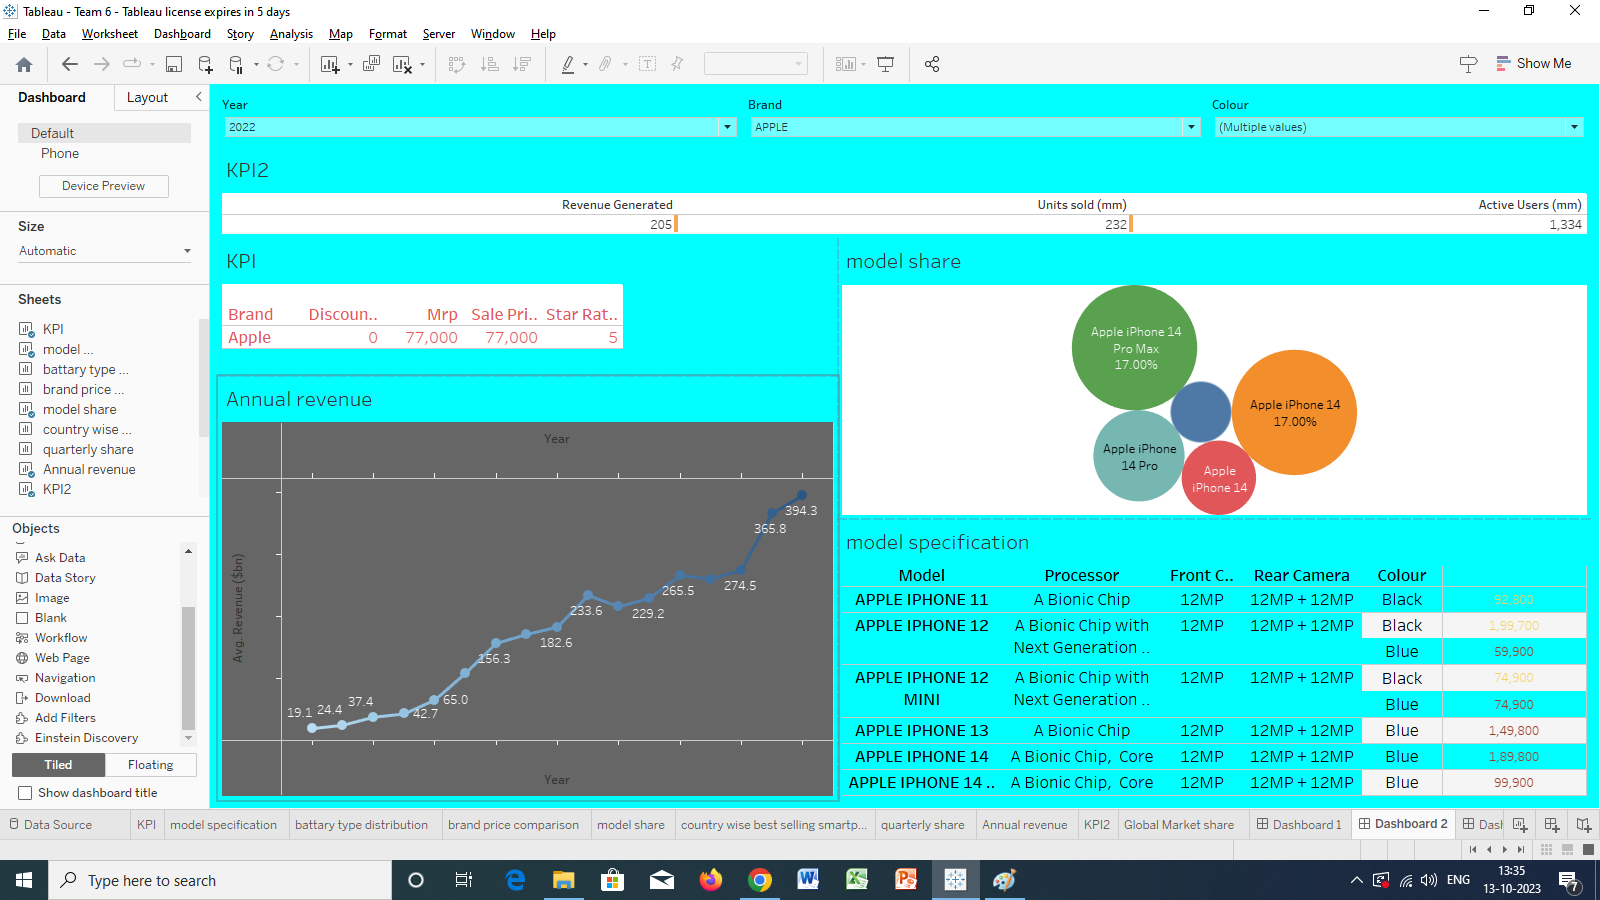 Tableau - Team 6 - Tableau license expires in 5 days
File Data Worksheet Dashboard Story Analysis Map Format Server Window Help
Show Me
Dashboard Layout
Default
Phone
Device Preview
Size
Automatic
Sheets
KPI
model ...
battary type ...
brand price ...
model share
country wise ...
quarterly share
Annual revenue
KPI2
Objects
Ask Data
Data Story
Image
Blank
Workflow
Web Page
Navigation
Download
Add Filters
Einstein Discovery
Tiled Floating
Show dashboard title
Year Brand Colour
2022 APPLE (Multiple values)
KPI2
Revenue Generated Units sold (mm) Active Users (mm)
205 232 1,334
KPI
Brand Discoun.. Mrp Sale Pri.. Star Rat..
Apple 0 77,000 77,000 5
Annual revenue
Year
Avg. Revenue ($bn)
19.1
24.4
37.4
42.7
65.0
156.3
182.6
233.6
229.2
265.5
274.5
365.8
394.3
Year
model share
Apple iPhone 14
Pro Max
17.00%
Apple iPhone 14
17.00%
Apple iPhone
14 Pro
Apple
iPhone 14
model specification
Model Processor Front C.. Rear Camera Colour
APPLE IPHONE 11 A Bionic Chip 12MP 12MP + 12MP Black 92,800
APPLE IPHONE 12 A Bionic Chip with 12MP 12MP + 12MP Black 1,99,700
Next Generation .. Blue 59,900
APPLE IPHONE 12 A Bionic Chip with 12MP 12MP + 12MP Black 74,900
MINI Next Generation .. Blue 74,900
APPLE IPHONE 13 A Bionic Chip 12MP 12MP + 12MP Blue 1,49,800
APPLE IPHONE 14 A Bionic Chip, Core 12MP 12MP + 12MP Blue 1,89,800
APPLE IPHONE 14 .. A Bionic Chip, Core 12MP 12MP + 12MP Blue 99,900
Data Source KPI model specification battary type distribution brand price comparison model share country wise best selling smartp... quarterly share Annual revenue KPI2 Global Market share Dashboard 1 Dashboard 2 Dash
Type here to search
ENG
13:35
13-10-2023
7